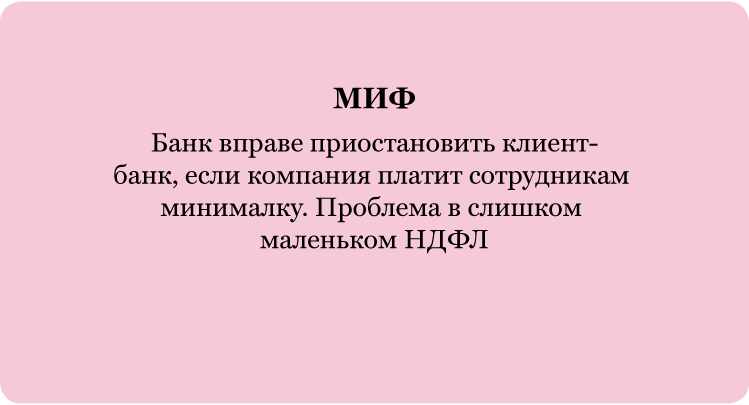 МИФ
Банк вправе приостановить клиент-
банк, если компания платит сотрудникам
минималку. Проблема в слишком
маленьком НДФЛ